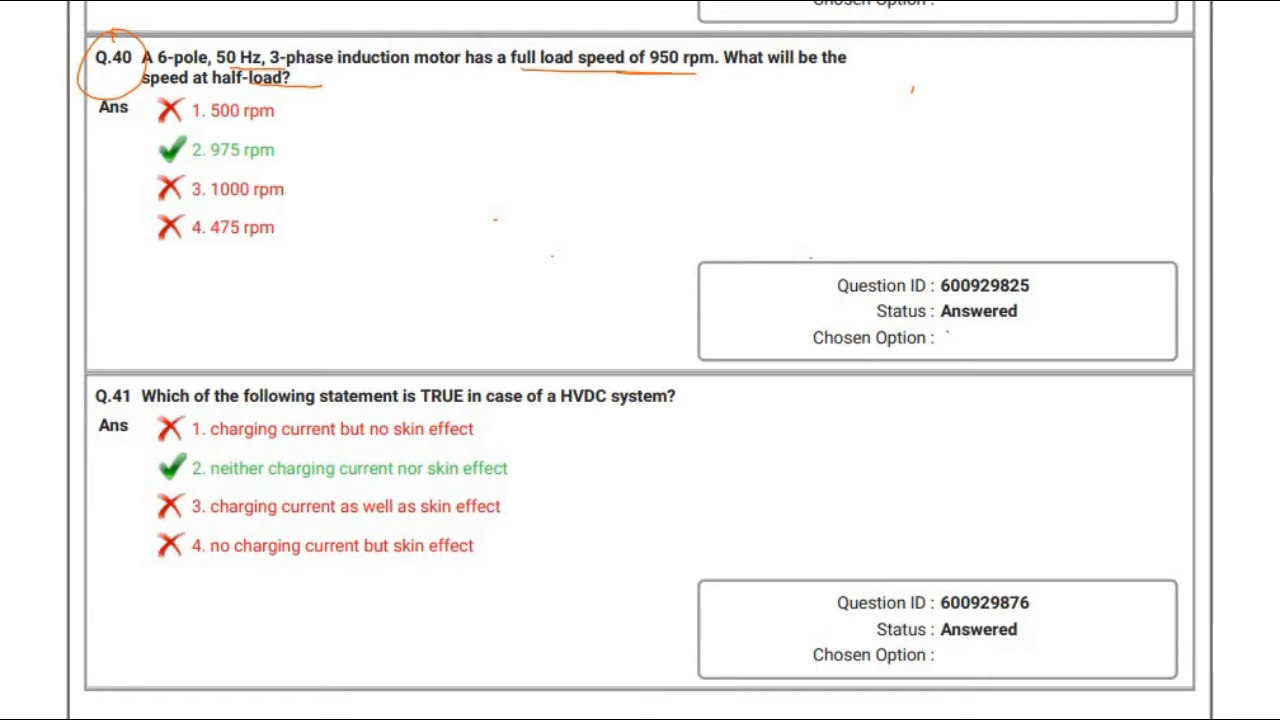 Chosen Option :
Q.40 A 6-pole, 50 Hz, 3-phase induction motor has a full load speed of 950 rpm. What will be the
speed at half-load?
Ans
1. 500 rpm
2. 975 rpm
3. 1000 rpm
4. 475 rpm
Question ID : 600929825
Status : Answered
Chosen Option :
Q.41 Which of the following statement is TRUE in case of a HVDC system?
Ans
1. charging current but no skin effect
2. neither charging current nor skin effect
3. charging current as well as skin effect
4. no charging current but skin effect
Question ID : 600929876
Status : Answered
Chosen Option :